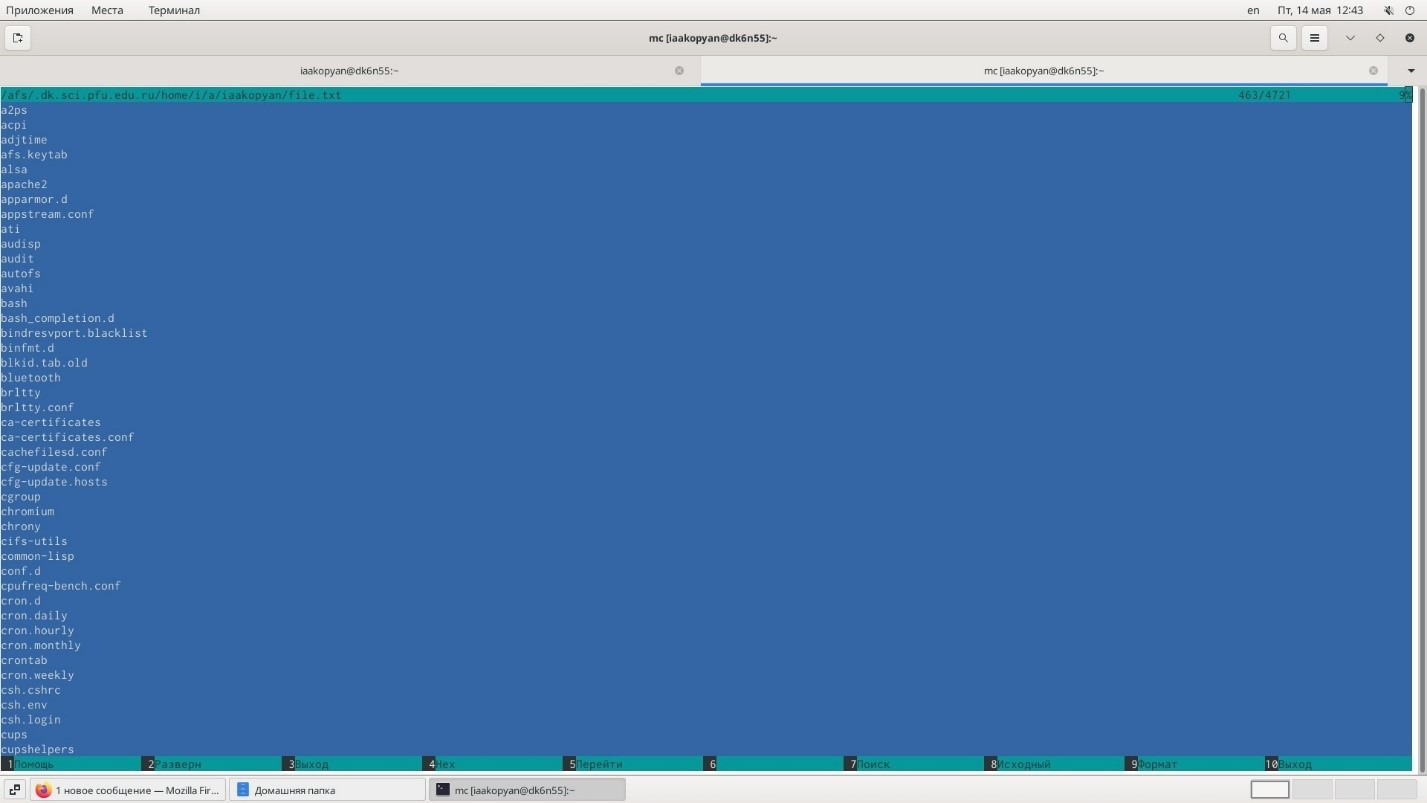 Приложения Места Терминал en Пт, 14 мая 12:43
mc [iaakopyan@dk6n55]:~
iaakopyan@dk6n55:~ mc [iaakopyan@dk6n55]:~
/afs/.dk.sci.pfu.edu.ru/home/i/a/iaakopyan/file.txt 463/4721 9%
a2ps
acpi
adjtime
afs.keytab
alsa
apache2
apparmor.d
appstream.conf
ati
audisp
audit
autofs
avahi
bash
bash_completion.d
bindresvport.blacklist
binfmt.d
blkid.tab.old
bluetooth
brltty
brltty.conf
ca-certificates
ca-certificates.conf
cachefilesd.conf
cfg-update.conf
cfg-update.hosts
cgroup
chromium
chrony
cifs-utils
common-lisp
conf.d
cpufreq-bench.conf
cron.d
cron.daily
cron.hourly
cron.monthly
crontab
cron.weekly
csh.cshrc
csh.env
csh.login
cups
cupshelpers
1Помощь 2Разверн 3Выход 4Hex 5Перейти 6 7Поиск 8Исходный 9Формат 10Выход
1 новое сообщение — Mozilla Fir... Домашняя папка mc [iaakopyan@dk6n55]:~